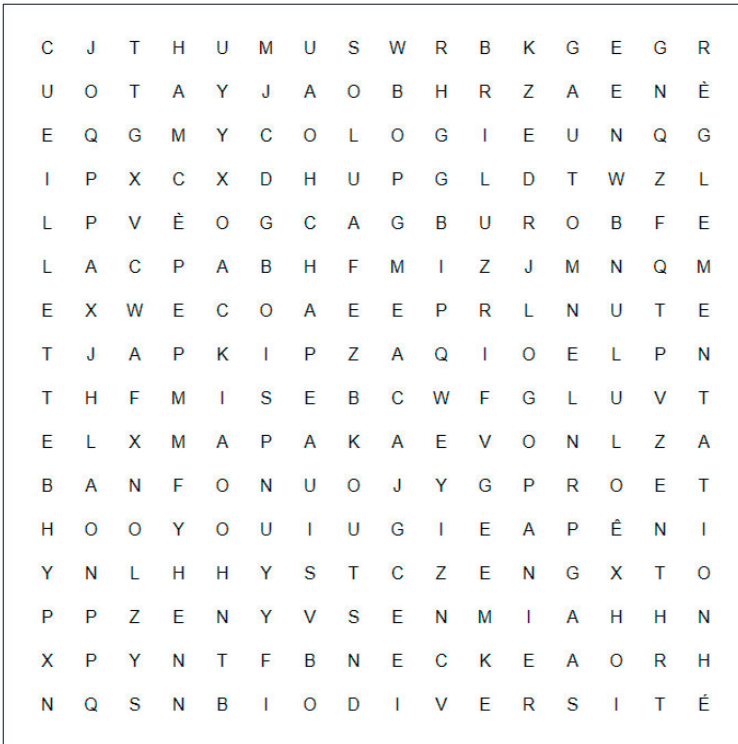 C J T H U M U S W R B K G E G R
U O T A Y J A O B H R Z A E N È
E Q G M Y C O L O G I E U N Q G
I P X C X D H U P G L D T W Z L
L P V È O G C A G B U R O B F E
L A C P A B H F M I Z J M N Q M
E X W E C O A E E P R L N U T E
T J A P K I P Z A Q I O E L P N
T H F M I S E B C W F G L U V T
E L X M A P A K A E V O N L Z A
B A N F O N U O J Y G P R O E T
H O O Y O U I U G I E A P Ê N I
Y N L H H Y S T C Z E N G X T O
P P Z E N Y V S E N M I A H H N
X P Y N T F B N E C K E A O R H
N Q S N B I O D I V E R S I T É